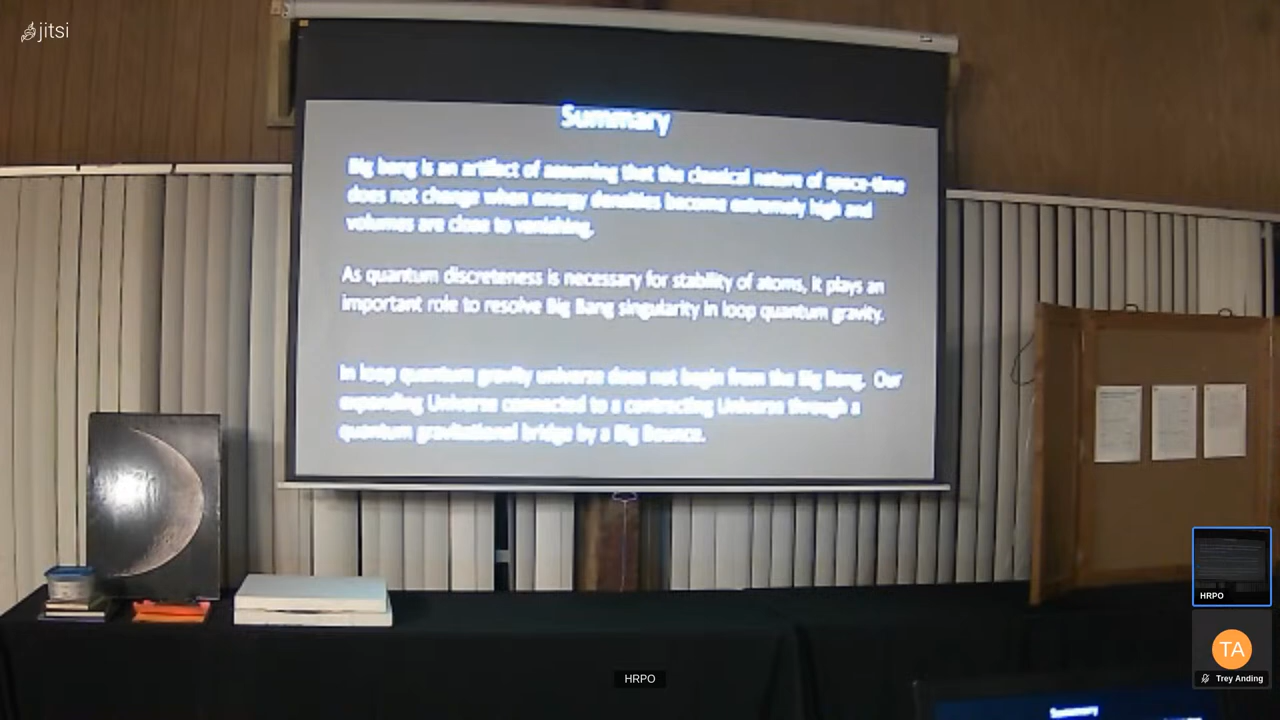 jitsi
Summary
Big bang is an artifact of assuming that the classical nature of space-time
does not change when energy densities become extremely high and
volumes are close to vanishing.
As quantum discreteness is necessary for stability of atoms, it plays an
important role to resolve Big Bang singularity in loop quantum gravity.
In loop quantum gravity universe does not begin from the Big Bang. Our
expanding Universe connected to a contracting Universe through a
quantum gravitational bridge by a Big Bounce.
HRPO
TA
Trey Anding
HRPO
Summary